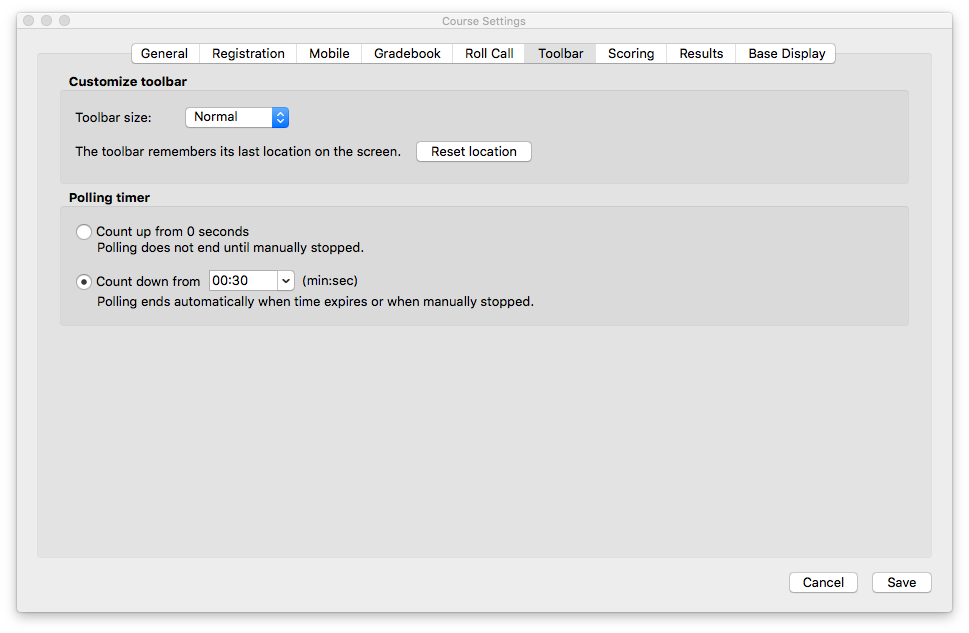 Course Settings
General Registration Mobile Gradebook Roll Call Toolbar Scoring Results Base Display
Customize toolbar
Toolbar size: Normal
The toolbar remembers its last location on the screen. Reset location
Polling timer
Count up from 0 seconds
Polling does not end until manually stopped.
Count down from 00:30 (min:sec)
Polling ends automatically when time expires or when manually stopped.
Cancel Save